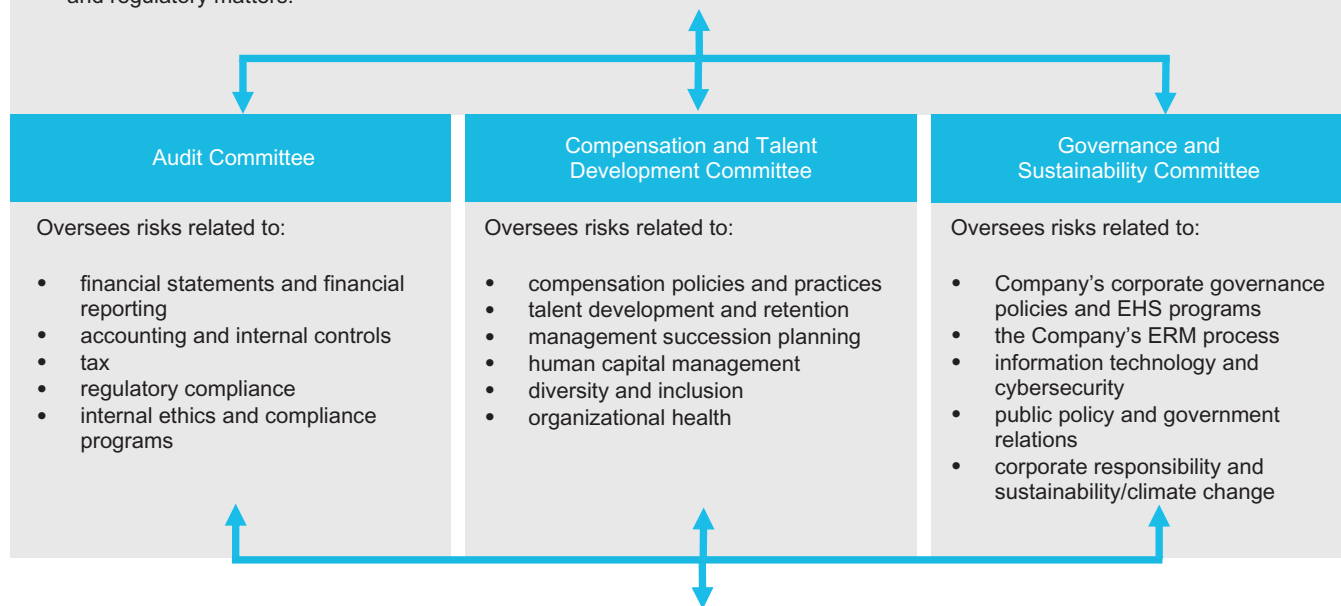 and regulatory matters.
Audit Committee
Compensation and Talent
Development Committee
Governance and
Sustainability Committee
Oversees risks related to:
• financial statements and financial
reporting
• accounting and internal controls
• tax
• regulatory compliance
• internal ethics and compliance
programs
Oversees risks related to:
• compensation policies and practices
• talent development and retention
• management succession planning
• human capital management
• diversity and inclusion
• organizational health
Oversees risks related to:
• Company's corporate governance
policies and EHS programs
• the Company's ERM process
• information technology and
cybersecurity
• public policy and government
relations
• corporate responsibility and
sustainability/climate change